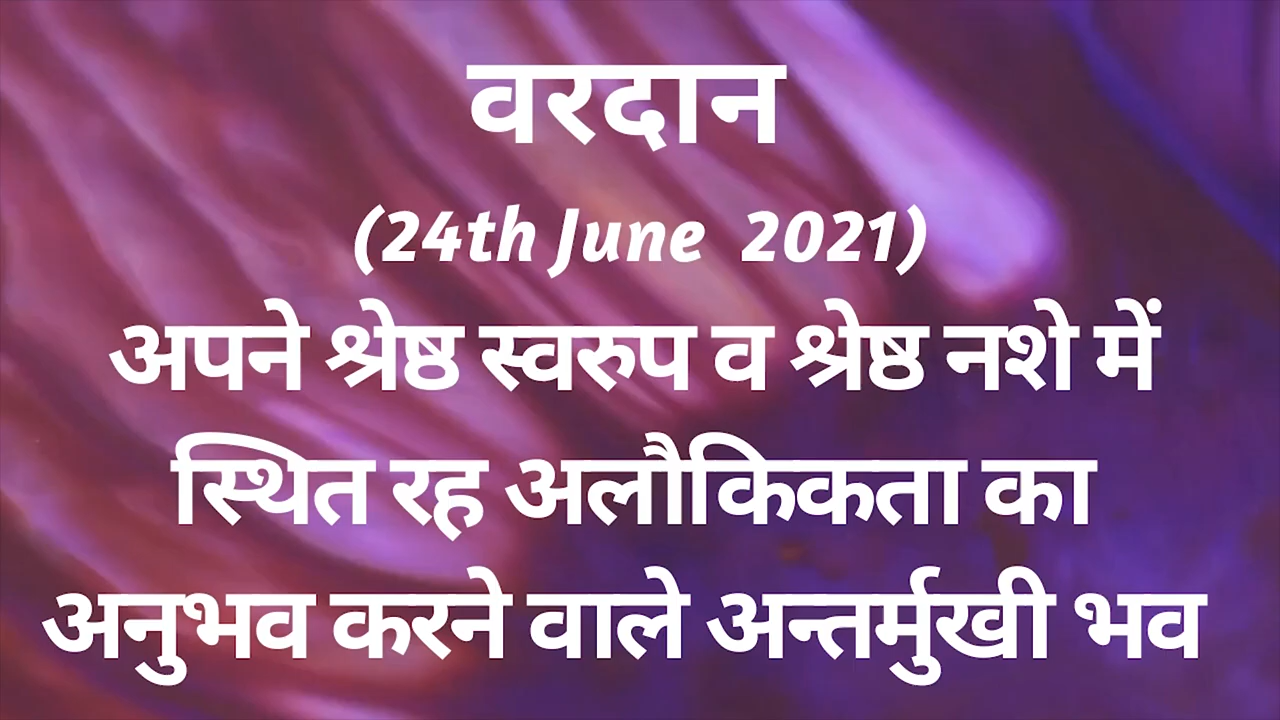 वरदान
(24th June 2021)
अपने श्रेष्ठ स्वरुप व श्रेष्ठ नशे में
स्थित रह अलौकिकता का
अनुभव करने वाले अन्तर्मुखी भव